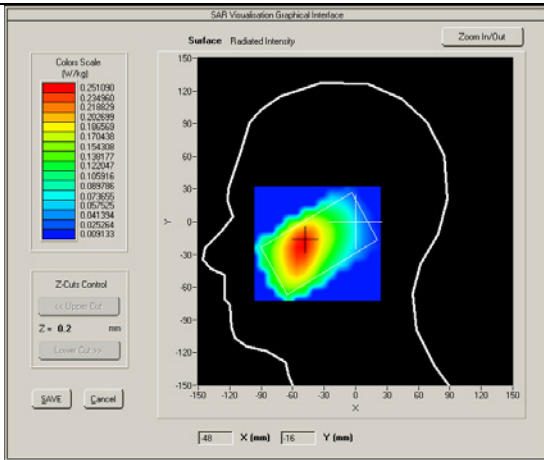 SAR Visualisation Graphical Interface
Surface Radiated Intensity
Zoom In/Out
Colors Scale
(W/kg)
0.251090
0.234960
0.218829
0.202699
0.186569
0.170438
0.154308
0.138177
0.122047
0.105916
0.089786
0.073655
0.057525
0.041394
0.025264
0.009133
Z-Cuts Control
<< Upper Cut
Z = 0.2 mm
Lower Cut >>
SAVE Cancel
150
120
90
60
30
0
-30
-60
-90
-120
-150
Y
-150 -120 -90 -60 -30 0 30 60 90 120 150
X
-48 X (mm) -16 Y (mm)